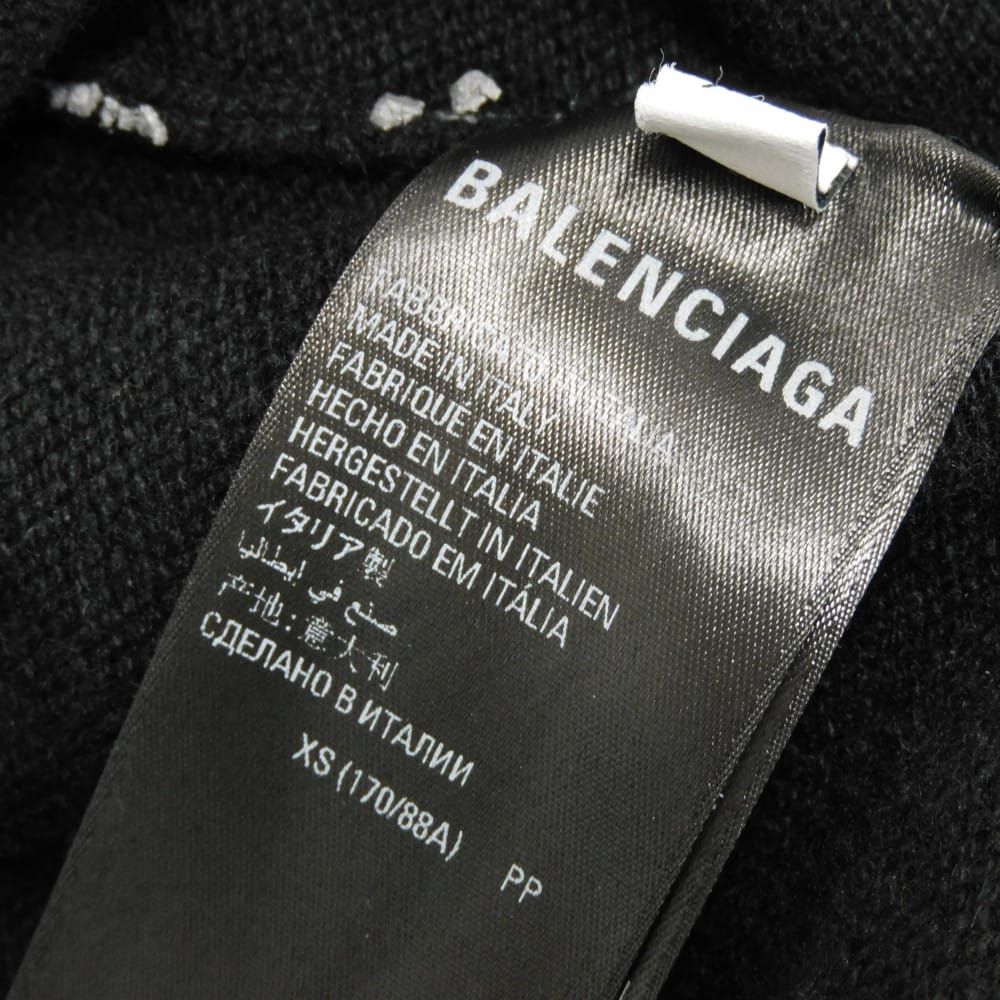 BALENCIAGA
FABBRICATO IN ITALIA
MADE IN ITALY
FABRIQUE EN ITALIE
HECHO EN ITALIA
HERGESTELLT IN ITALIEN
FABRICADO EM ITÁLIA
イタリア製
صنع في إيطاليا
产地：意大利
СДЕЛАНО В ИТАЛИИ
XS (170/88A)
PP